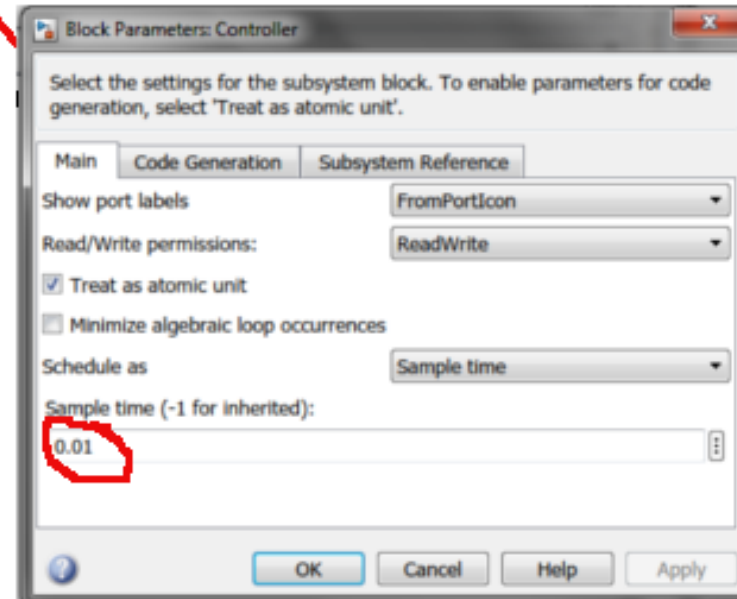 Block Parameters: Controller
Select the settings for the subsystem block. To enable parameters for code
generation, select 'Treat as atomic unit'.
Main Code Generation Subsystem Reference
Show port labels FromPortIcon
Read/Write permissions: ReadWrite
Treat as atomic unit
Minimize algebraic loop occurrences
Schedule as Sample time
Sample time (-1 for inherited):
0.01
OK Cancel Help Apply